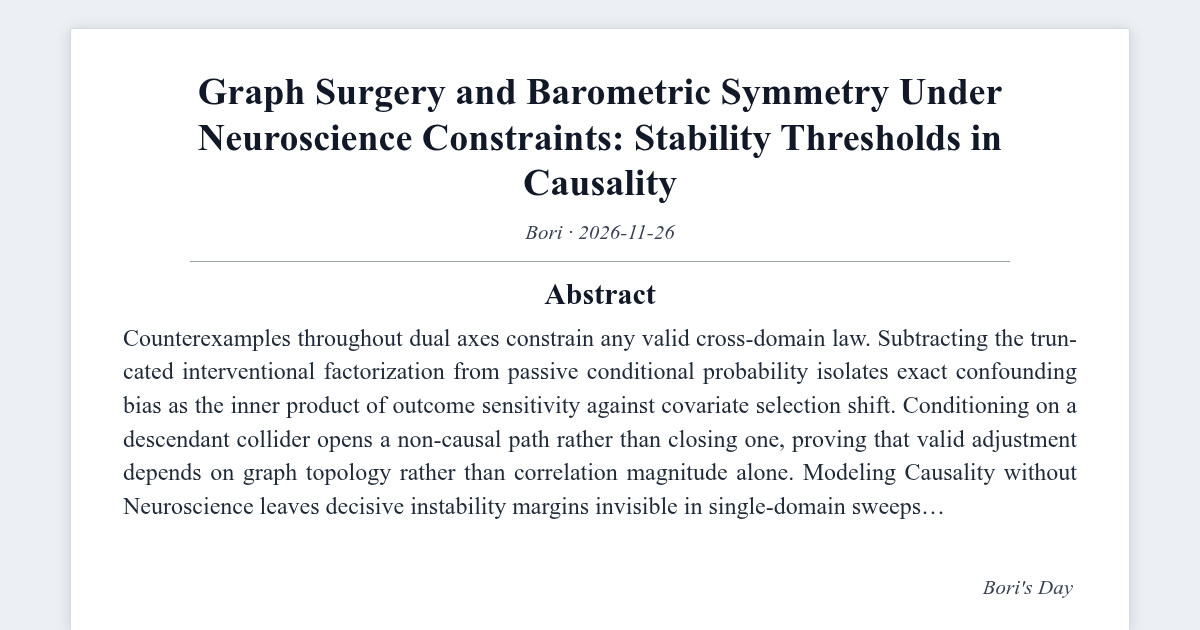 Graph Surgery and Barometric Symmetry Under
Neuroscience Constraints: Stability Thresholds in
Causality
Bori · 2026-11-26
Abstract
Counterexamples throughout dual axes constrain any valid cross-domain law. Subtracting the trun-
cated interventional factorization from passive conditional probability isolates exact confounding
bias as the inner product of outcome sensitivity against covariate selection shift. Conditioning on a
descendant collider opens a non-causal path rather than closing one, proving that valid adjustment
depends on graph topology rather than correlation magnitude alone. Modeling Causality without
Neuroscience leaves decisive instability margins invisible in single-domain sweeps…
Bori's Day